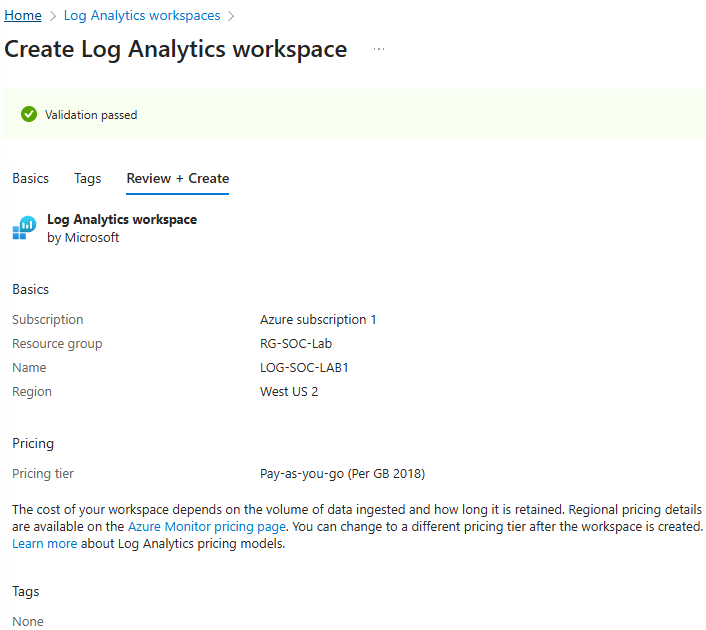 Home > Log Analytics workspaces >
Create Log Analytics workspace ...
Validation passed
Basics Tags Review + Create
Log Analytics workspace
by Microsoft
Basics
Subscription Azure subscription 1
Resource group RG-SOC-Lab
Name LOG-SOC-LAB1
Region West US 2
Pricing
Pricing tier Pay-as-you-go (Per GB 2018)
The cost of your workspace depends on the volume of data ingested and how long it is retained. Regional pricing details
are available on the Azure Monitor pricing page. You can change to a different pricing tier after the workspace is created.
Learn more about Log Analytics pricing models.
Tags
None